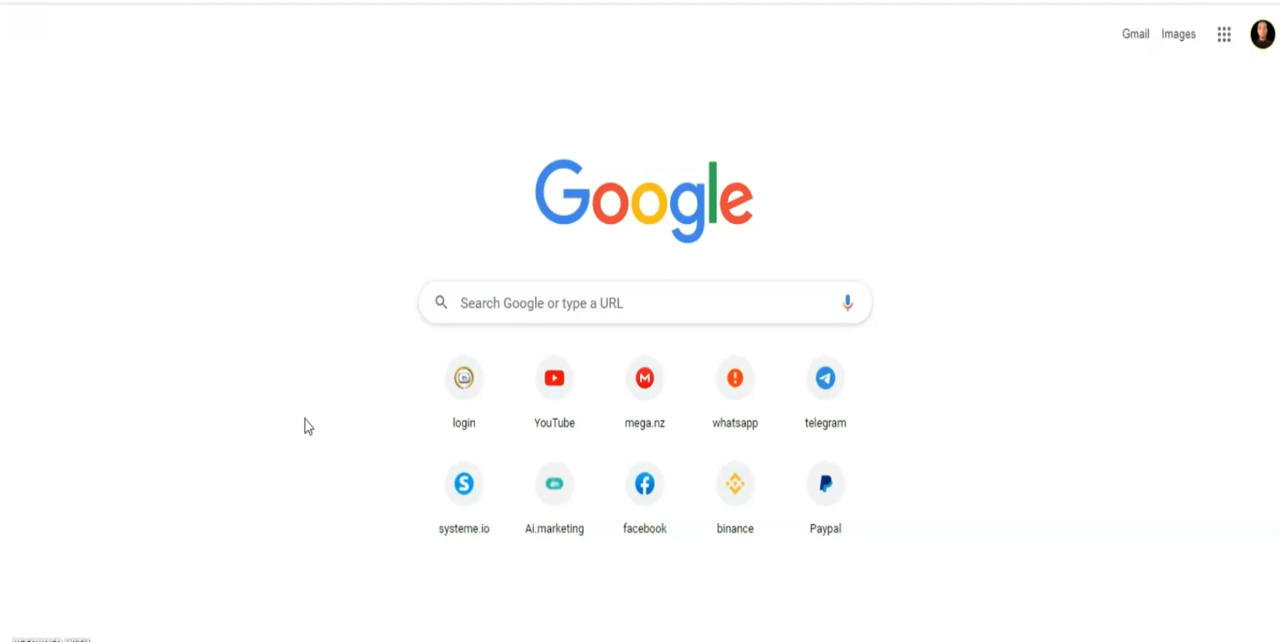 Gmail Images
Google
Search Google or type a URL
login YouTube mega.nz whatsapp telegram
systeme.io Ai.marketing facebook binance Paypal